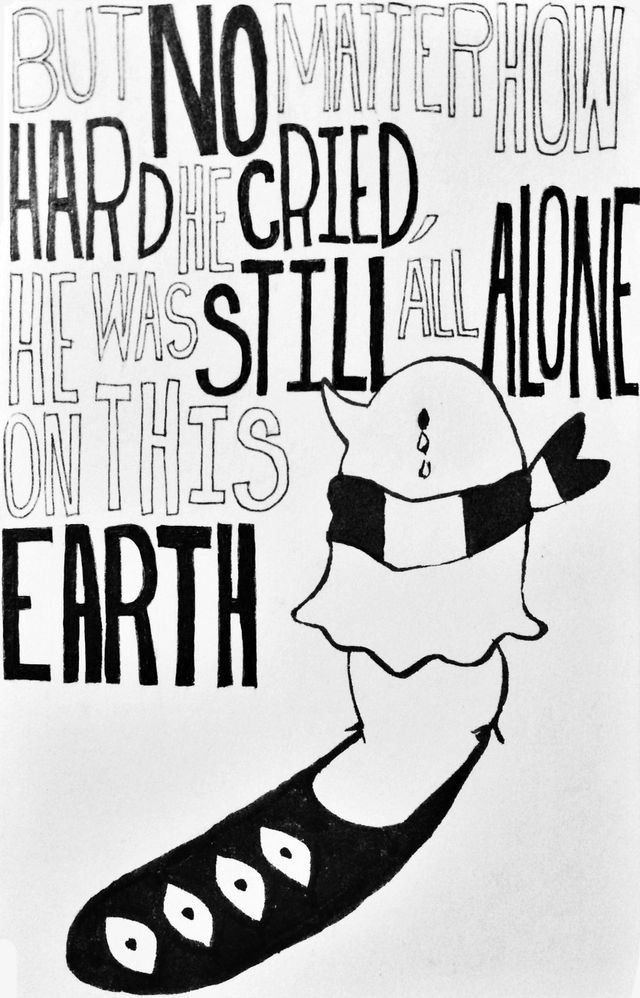 BUT NO MATTER HOW
HARD HE CRIED,
HE WAS STILL ALL ALONE
ON THIS
EARTH